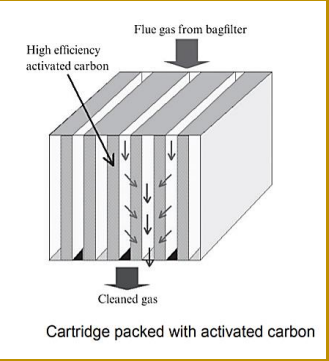 Flue gas from bagfilter
High efficiency
activated carbon
Cleaned gas
Cartridge packed with activated carbon